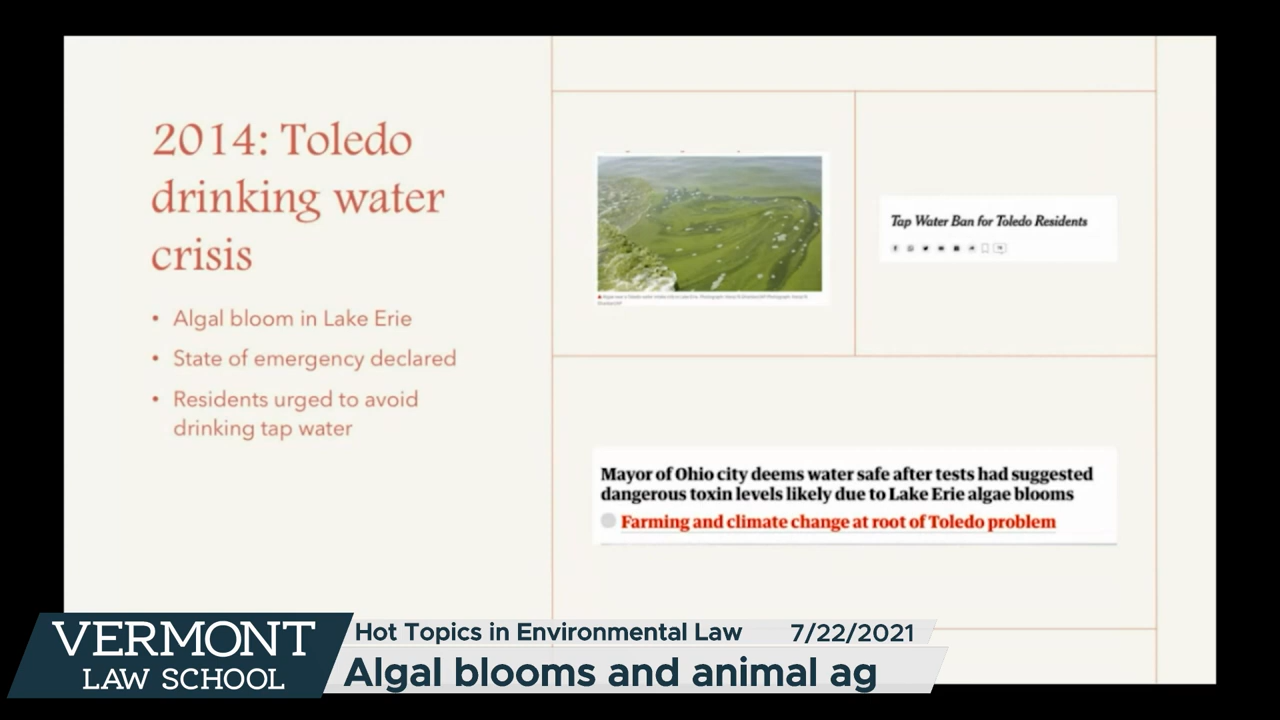 2014: Toledo
drinking water
crisis
• Algal bloom in Lake Erie
• State of emergency declared
• Residents urged to avoid
drinking tap water
Tap Water Ban for Toledo Residents
Mayor of Ohio city deems water safe after tests had suggested
dangerous toxin levels likely due to Lake Erie algae blooms
Farming and climate change at root of Toledo problem
VERMONT
LAW SCHOOL
Hot Topics in Environmental Law 7/22/2021
Algal blooms and animal ag